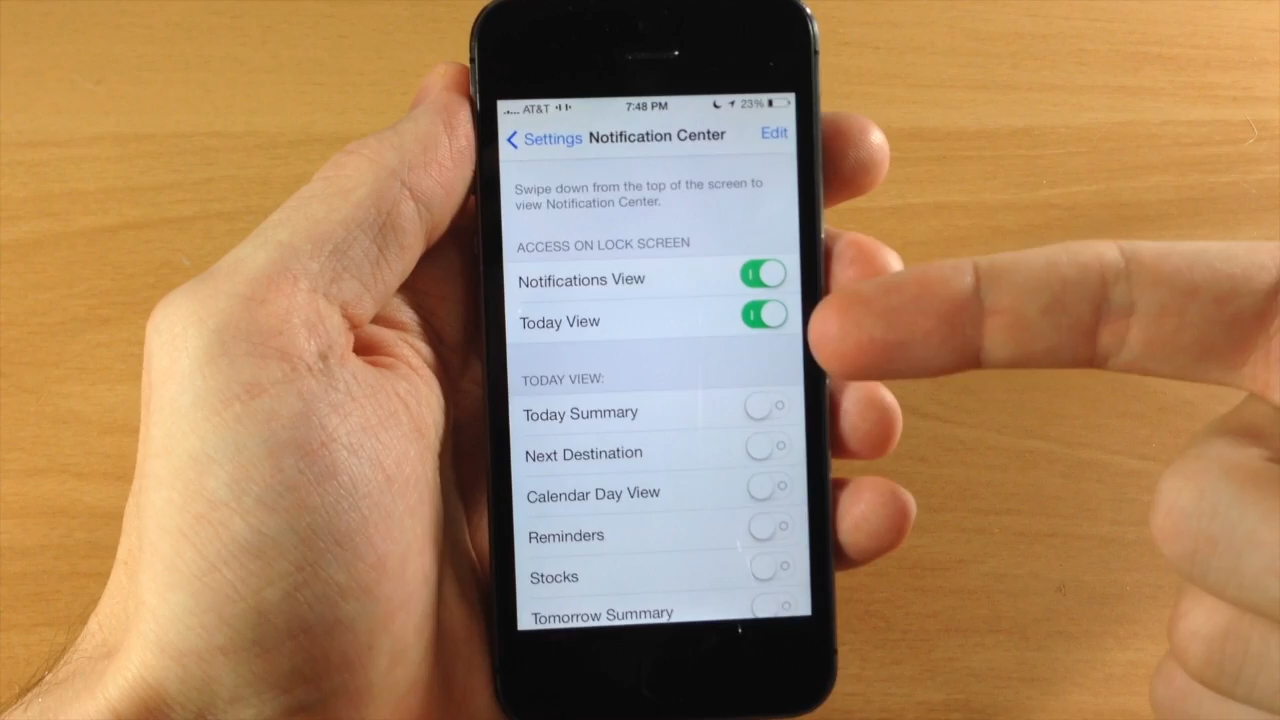 AT&T 7:48 PM 23%
Settings Notification Center Edit
Swipe down from the top of the screen to
view Notification Center.
ACCESS ON LOCK SCREEN
Notifications View
Today View
TODAY VIEW:
Today Summary
Next Destination
Calendar Day View
Reminders
Stocks
Tomorrow Summary